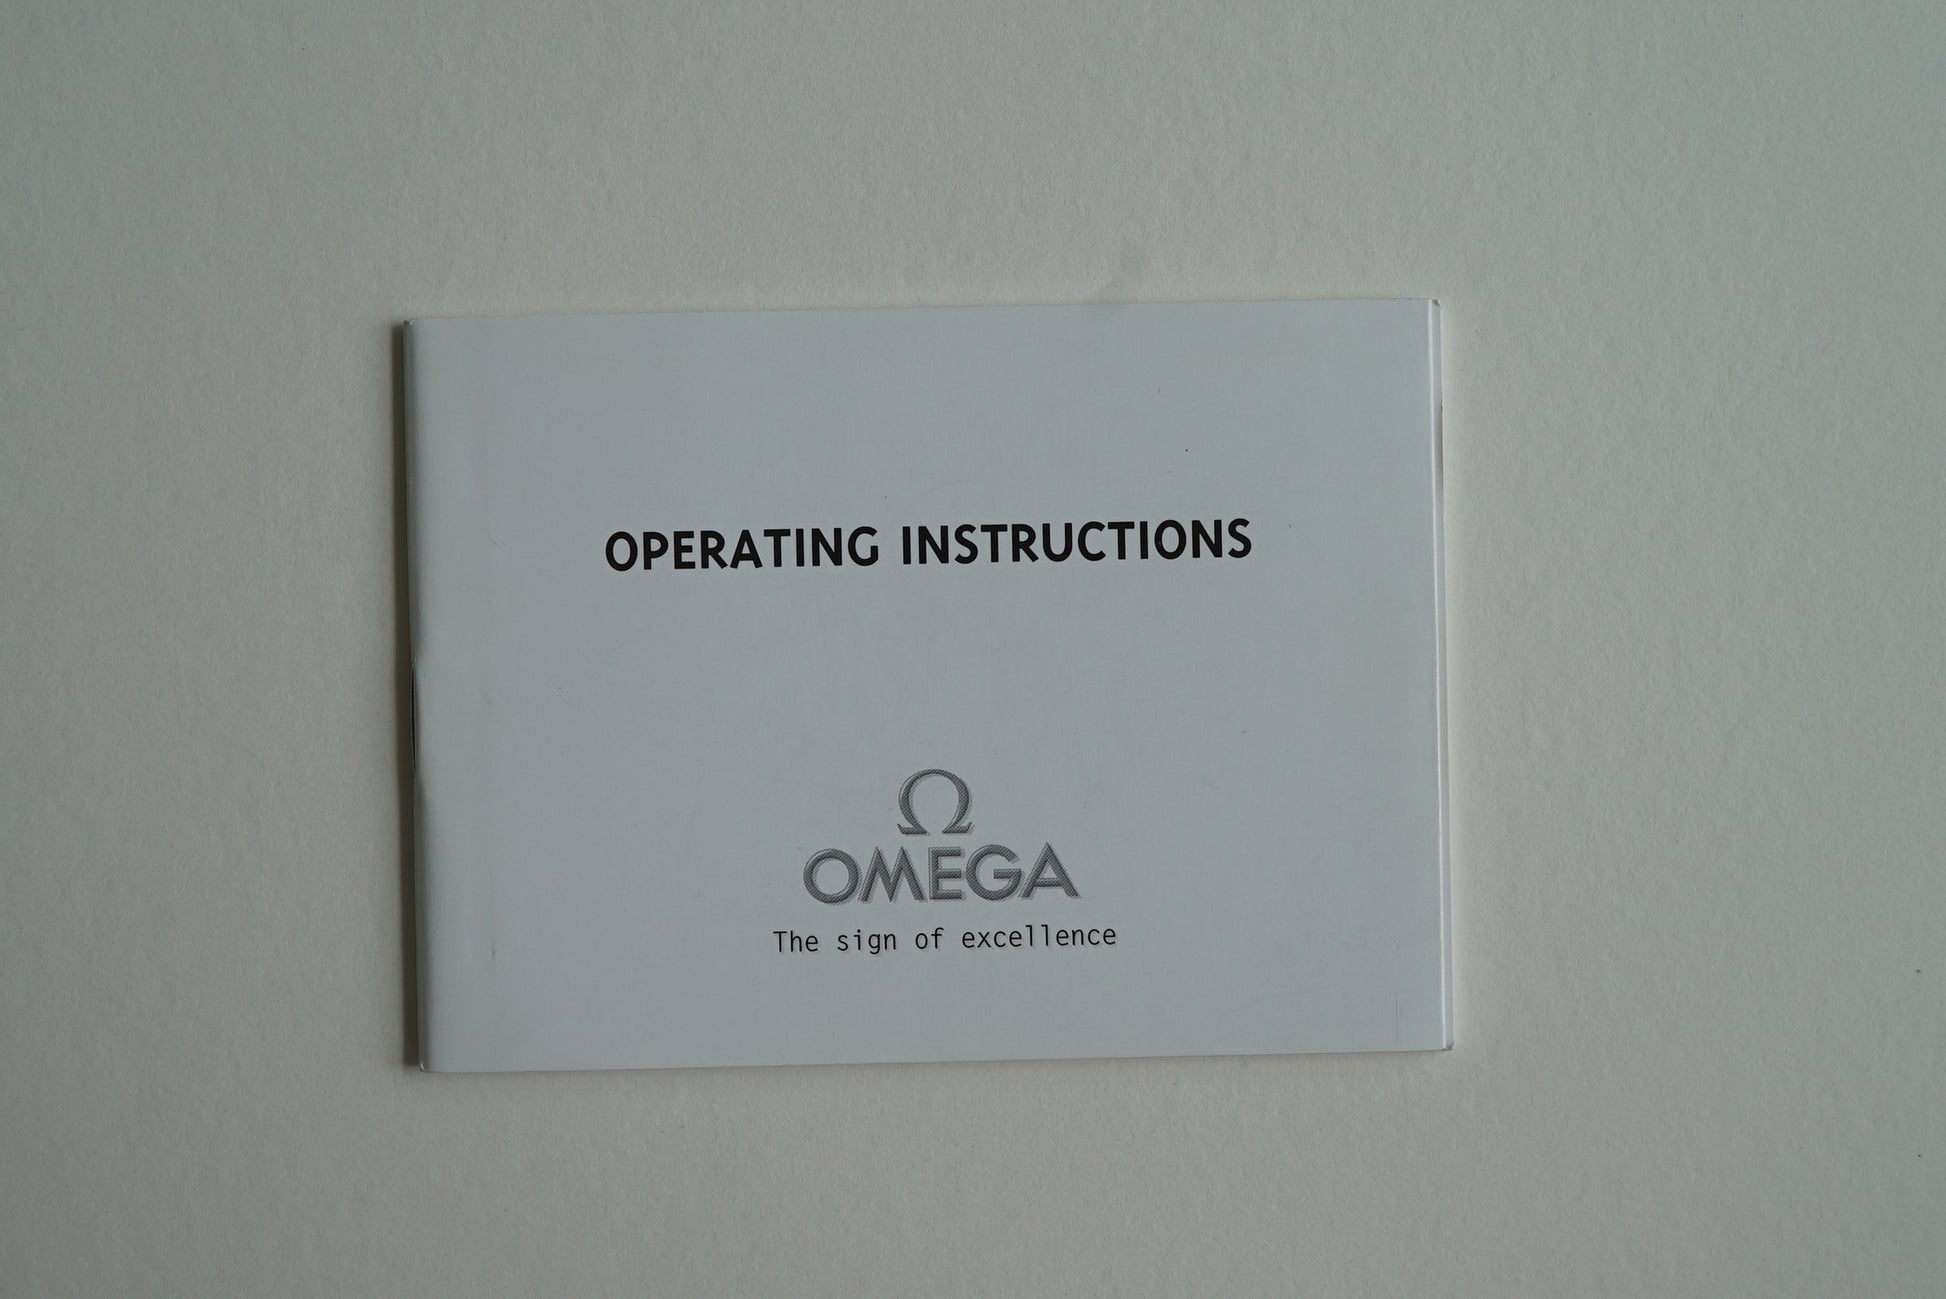 OPERATING INSTRUCTIONS
Ω
OMEGA
The sign of excellence